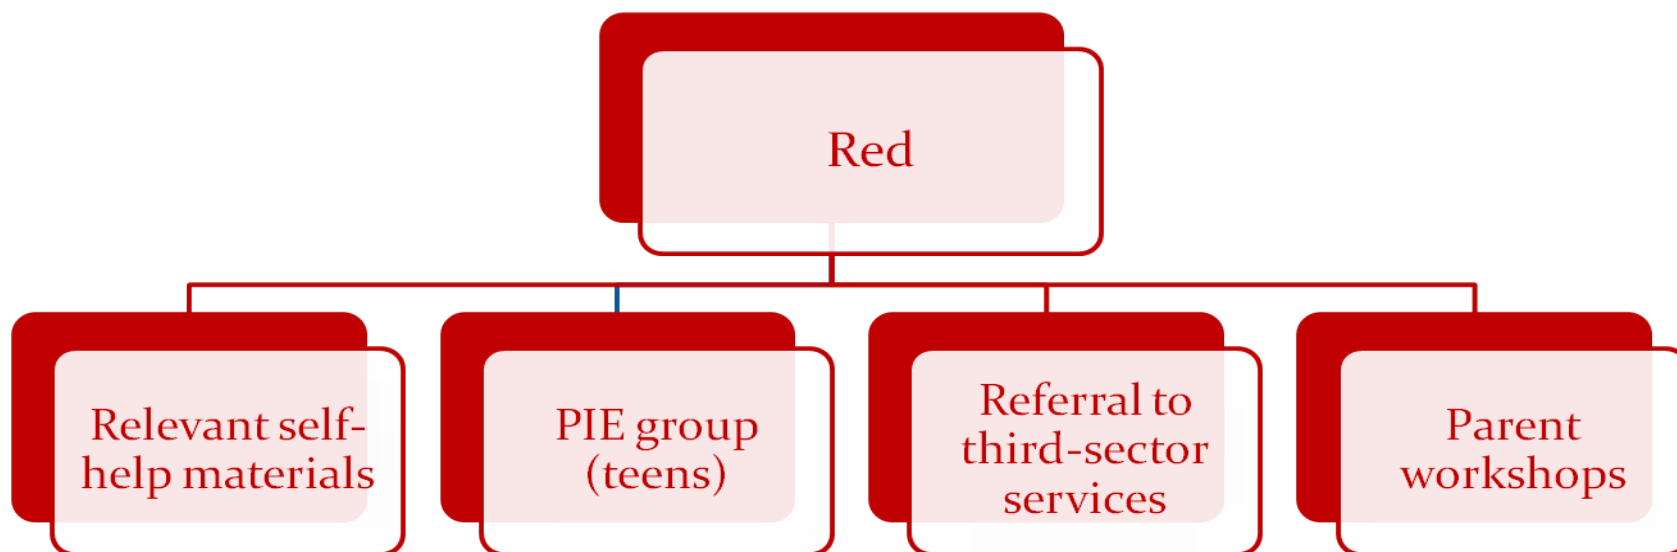 Red
Relevant self-
help materials
PIE group
(teens)
Referral to
third-sector
services
Parent
workshops